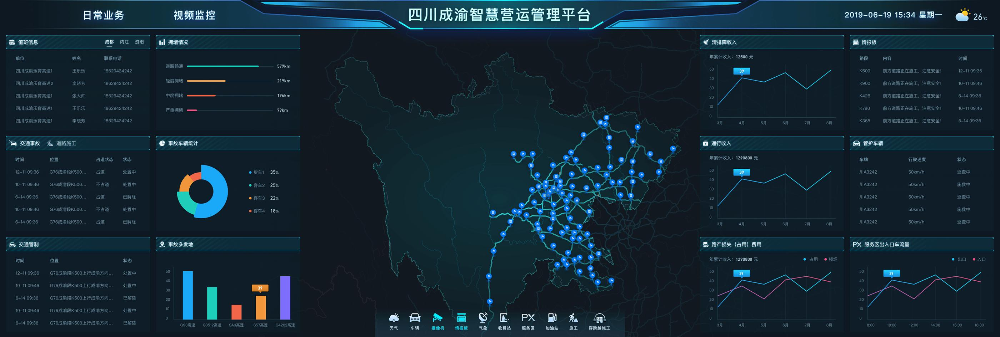 日常业务 视频监控 四川成渝智慧营运管理平台 2019-06-19 15:34 星期一 26°C
值班信息 成都 内江 资阳
单位 姓名 联系电话
四川成渝乐育高速1 王乐乐 18629424242
四川成渝乐育高速2 李晓芳 18629424242
四川成渝乐育高速1 张大帅 18629424242
四川成渝乐育高速1 王乐乐 18629424242
四川成渝乐育高速1 李晓芳 18629424242
交通事故 道路施工
时间 位置 占道状态 状态
12-11 09:36 G76成渝段K500... 占道 处置中
10-11 09:46 G76成渝段K500... 不占道 处置中
6-14 09:36 G76成渝段K500... 占道 已解除
10-11 09:46 G76成渝段K500... 不占道 处置中
6-14 09:36 G76成渝段K500... 占道 已解除
交通管制
时间 位置 状态
12-11 09:36 G76成渝段K500上行成渝方向... 处置中
10-11 09:46 G76成渝段K500上行成渝方向... 处置中
6-14 09:36 G76成渝段K500上行成渝方向... 已解除
10-11 09:46 G76成渝段K500上行成渝方向... 处置中
6-14 09:36 G76成渝段K500上行成渝方向... 已解除
拥堵情况
道路畅通 579km
轻度拥堵 219km
中度拥堵 196km
严重拥堵 79km
事故车辆统计
货车1 35%
客车2 25%
客车3 22%
客车4 18%
事故多发地
50
40
39
30
20
10
0
G93高速 G0512高速 SA3高速 S57高速 G4202高速
天气 车辆 摄像机 情报板 气象 收费站 PX 服务区 加油站 施工 跨 穿跨越施工
清排障收入
年累计收入：12500 元
50
39
40
30
20
10
0
3月 4月 5月 6月 7月 8月
通行收入
年累计收入：1290800 元
50
39
40
30
20
10
0
3月 4月 5月 6月 7月 8月
路产损失（占用）费用
年累计收入：1290800 元 占用 损坏
50
39
40
30
20
10
0
3月 4月 5月 6月 7月 8月
情报板
路段 内容 时间
K500 前方道路正在施工，注意安全！ 12-11 09:36
K900 前方道路正在施工，注意安全！ 10-11 09:46
K426 前方道路正在施工，注意安全！ 6-14 09:36
K780 前方道路正在施工，注意安全！ 10-11 09:46
K365 前方道路正在施工，注意安全！ 6-14 09:36
管护车辆
车牌 行驶速度 状态
川A3242 50km/h 巡查中
川A3242 50km/h 施救中
川A3242 50km/h 巡查中
川A3242 50km/h 施救中
川A3242 50km/h 巡查中
PX 服务区出入口车流量
出口 入口
50
39
40
30
20
10
0
8:00 10:00 12:00 14:00 16:00 18:00